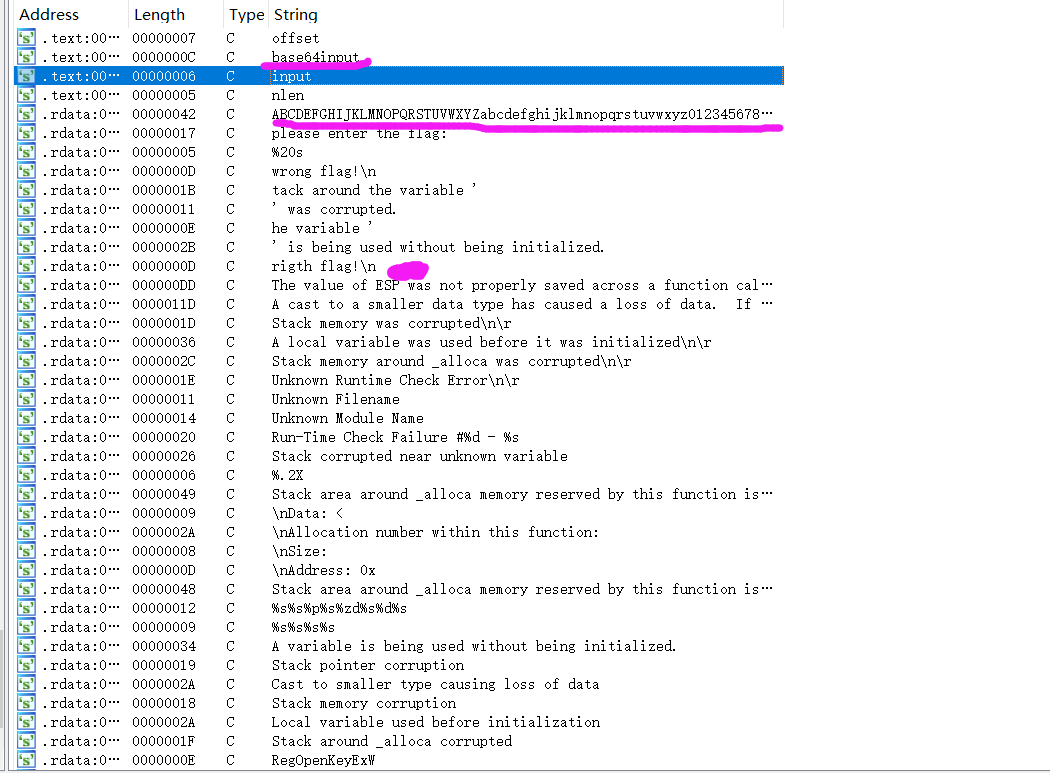 Address Length Type String
.text:00… 00000007 C offset
.text:00… 0000000C C base64input
.text:00… 00000006 C input
.text:00… 00000005 C nlen
.rdata:0… 00000042 C ABCDEFGHIJKLMNOPQRSTUVWXYZabcdefghijklmnopqrstuvwxyz012345678…
.rdata:0… 00000017 C please enter the flag:
.rdata:0… 00000005 C %20s
.rdata:0… 0000000D C wrong flag!\n
.rdata:0… 0000001B C tack around the variable '
.rdata:0… 00000011 C ' was corrupted.
.rdata:0… 0000000E C he variable '
.rdata:0… 0000002B C ' is being used without being initialized.
.rdata:0… 0000000D C rigth flag!\n
.rdata:0… 000000DD C The value of ESP was not properly saved across a function cal…
.rdata:0… 0000011D C A cast to a smaller data type has caused a loss of data.  If …
.rdata:0… 0000001D C Stack memory was corrupted\n\r
.rdata:0… 00000036 C A local variable was used before it was initialized\n\r
.rdata:0… 0000002C C Stack memory around _alloca was corrupted\n\r
.rdata:0… 0000001E C Unknown Runtime Check Error\n\r
.rdata:0… 00000011 C Unknown Filename
.rdata:0… 00000014 C Unknown Module Name
.rdata:0… 00000020 C Run-Time Check Failure #%d - %s
.rdata:0… 00000026 C Stack corrupted near unknown variable
.rdata:0… 00000006 C %.2X
.rdata:0… 00000049 C Stack area around _alloca memory reserved by this function is…
.rdata:0… 00000009 C \nData: <
.rdata:0… 0000002A C \nAllocation number within this function:
.rdata:0… 00000008 C \nSize:
.rdata:0… 0000000D C \nAddress: 0x
.rdata:0… 00000048 C Stack area around _alloca memory reserved by this function is…
.rdata:0… 00000012 C %s%s%p%s%zd%s%d%s
.rdata:0… 00000009 C %s%s%s%s
.rdata:0… 00000034 C A variable is being used without being initialized.
.rdata:0… 00000019 C Stack pointer corruption
.rdata:0… 0000002A C Cast to smaller type causing loss of data
.rdata:0… 00000018 C Stack memory corruption
.rdata:0… 0000002A C Local variable used before initialization
.rdata:0… 0000001F C Stack around _alloca corrupted
.rdata:0… 0000000E C RegOpenKeyExW